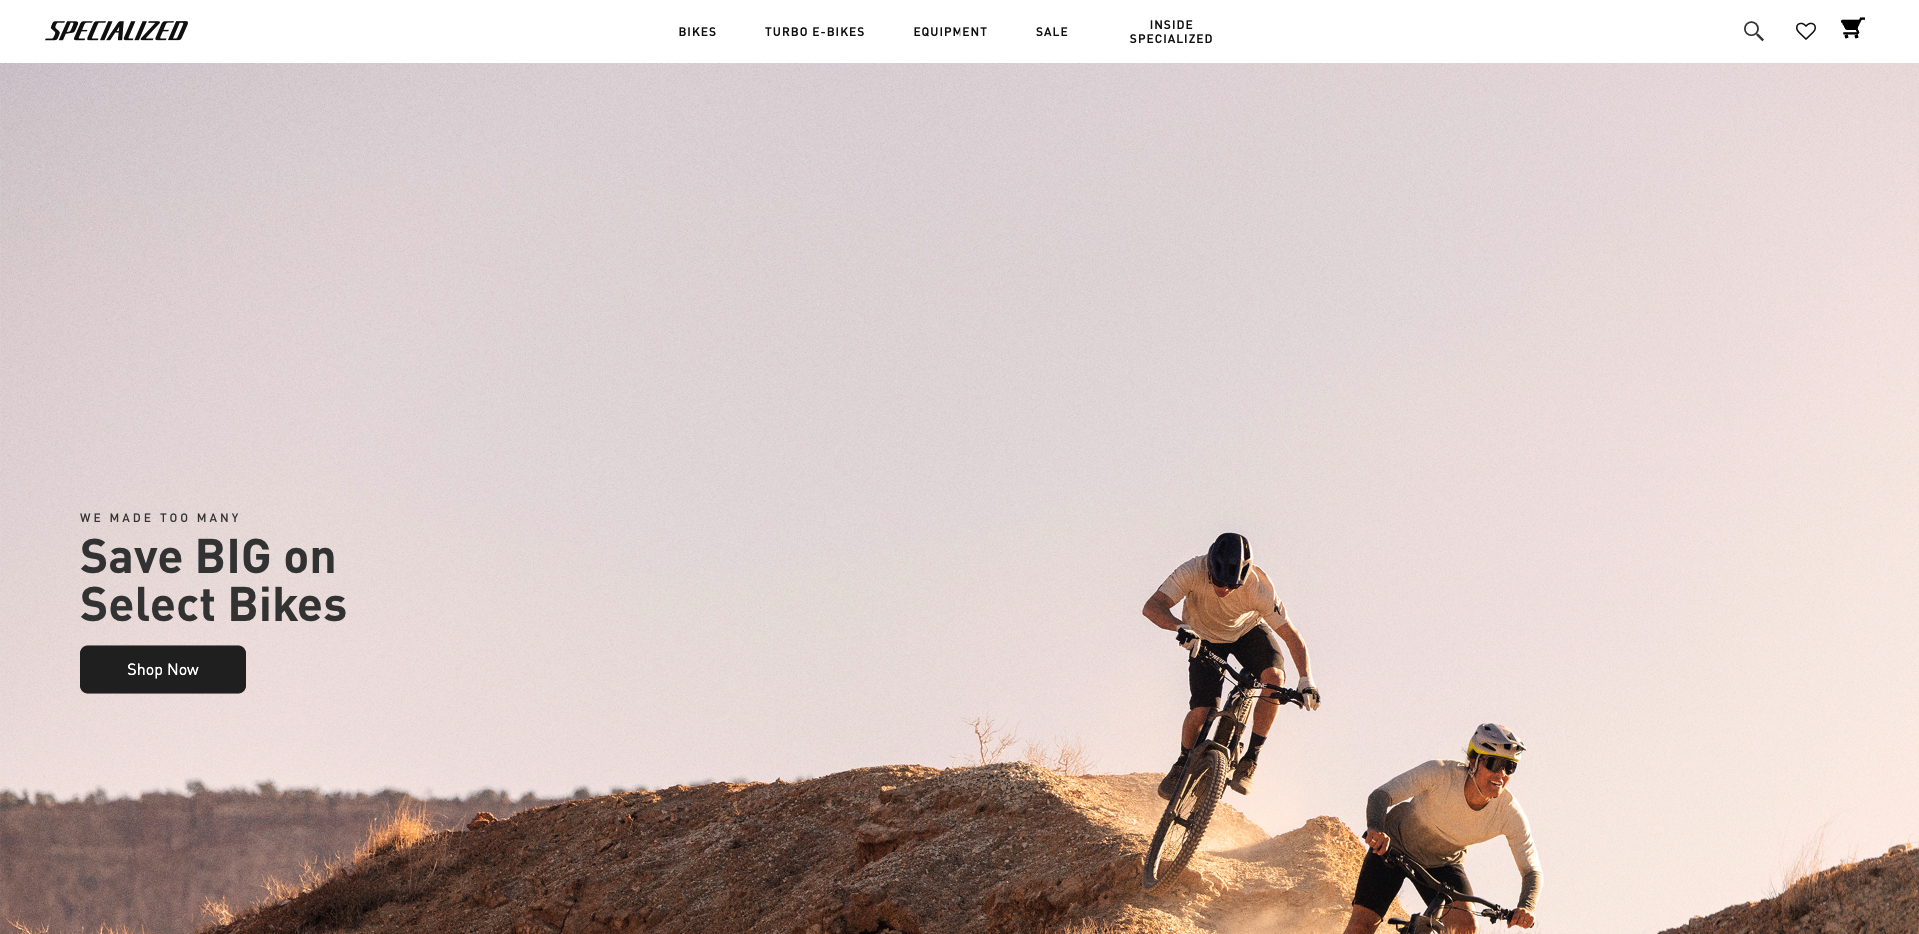 SPECIALIZED
BIKES
TURBO E-BIKES
EQUIPMENT
SALE
INSIDE
SPECIALIZED
WE MADE TOO MANY
Save BIG on
Select Bikes
Shop Now